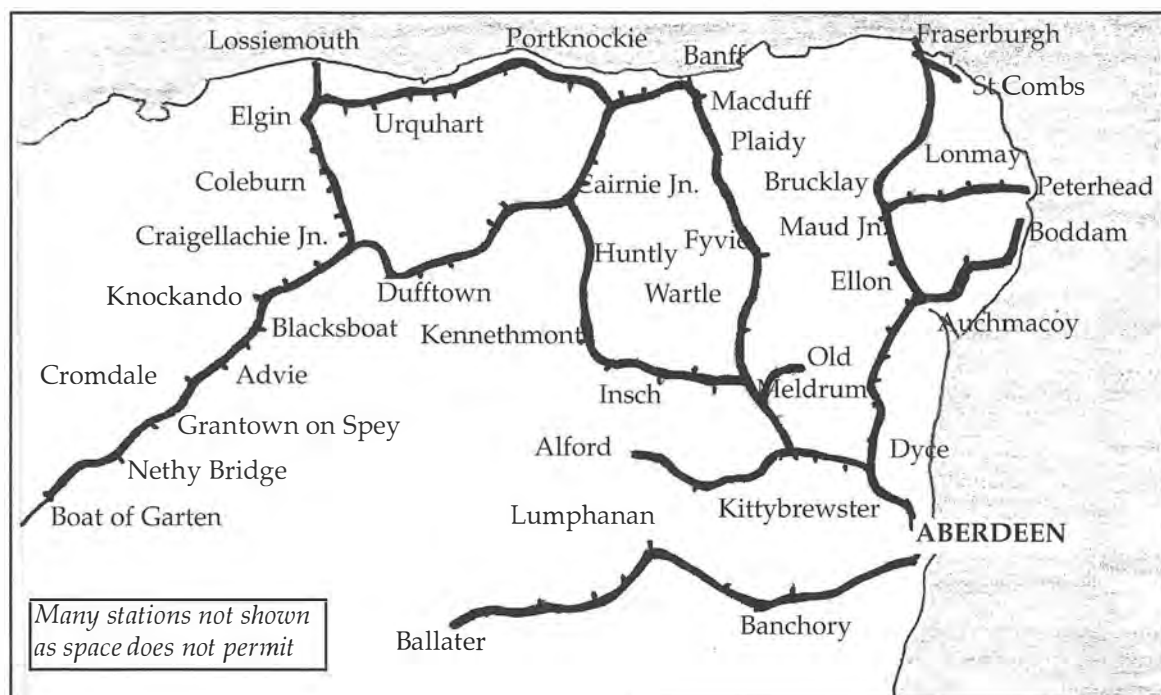 Lossiemouth
Portknockie
Fraserburgh
Banff
St Combs
Macduff
Elgin
Urquhart
Plaidy
Lonmay
Coleburn
Cairnie Jn.
Brucklay
Peterhead
Craigellachie Jn.
Maud Jn.
Boddam
Huntly
Fyvie
Ellon
Knockando
Dufftown
Wartle
Blacksboat
Kennethmont
Auchmacoy
Cromdale
Advie
Insch
Old
Meldrum
Grantown on Spey
Alford
Dyce
Nethy Bridge
Boat of Garten
Lumphanan
Kittybrewster
ABERDEEN
Many stations not shown
as space does not permit
Ballater
Banchory